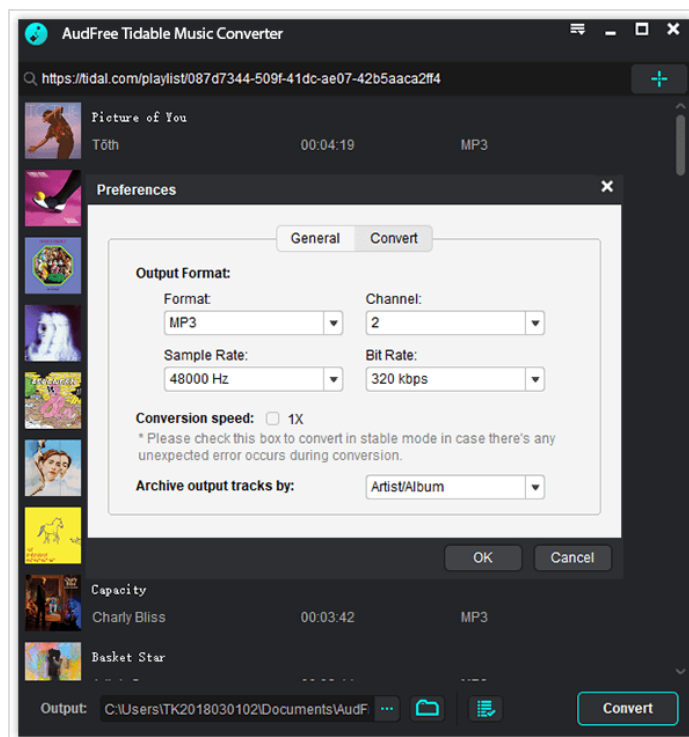 AudFree Tidable Music Converter
https://tidal.com/playlist/087d7344-509f-41dc-ae07-42b5aaca2ff4
Picture of You
Tōth 00:04:19 MP3
Preferences
General Convert
Output Format:
Format: Channel:
MP3 2
Sample Rate: Bit Rate:
48000 Hz 320 kbps
Conversion speed: 1X
* Please check this box to convert in stable mode in case there's any
unexpected error occurs during conversion.
Archive output tracks by: Artist/Album
OK Cancel
Capacity
Charly Bliss 00:03:42 MP3
Basket Star
Output: C:\Users\TK2018030102\Documents\AudF ...
Convert